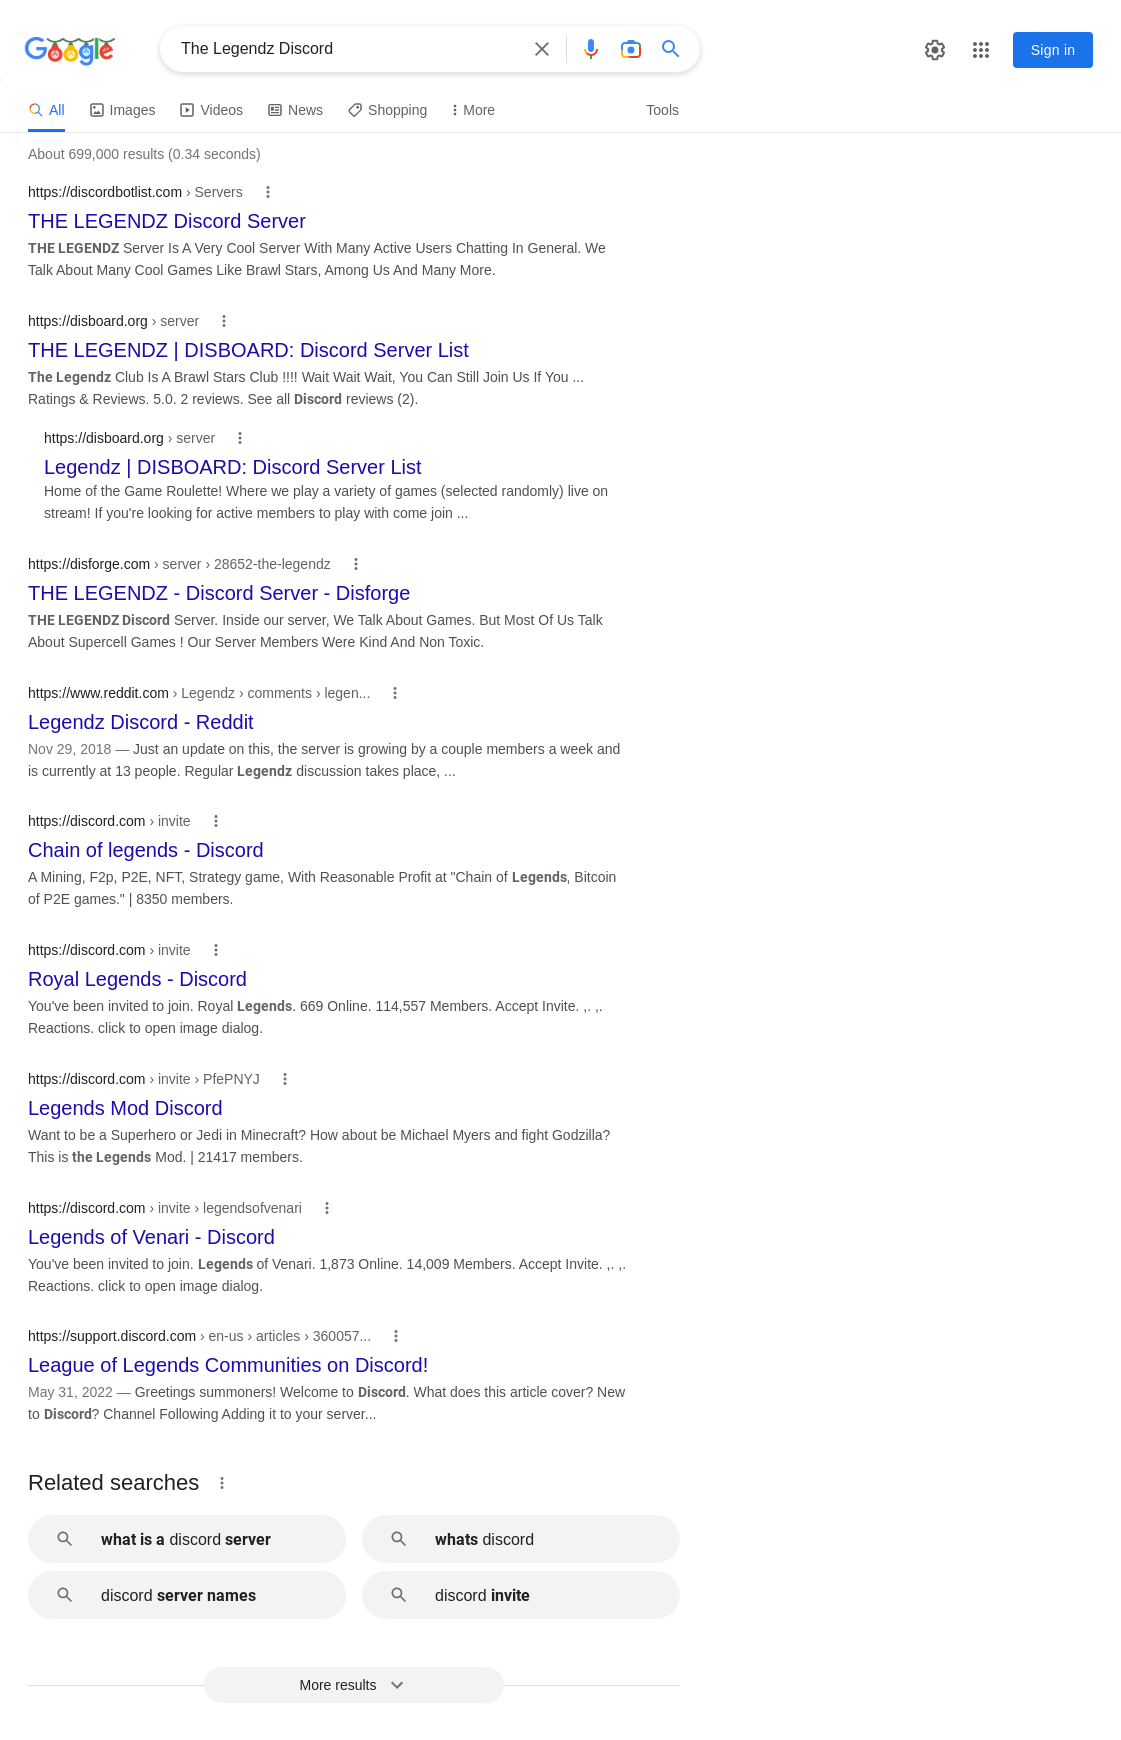 Google
The Legendz Discord
Sign in
All
Images
Videos
News
Shopping
More
Tools
About 699,000 results (0.34 seconds)
https://discordbotlist.com › Servers
THE LEGENDZ Discord Server
THE LEGENDZ Server Is A Very Cool Server With Many Active Users Chatting In General. We
Talk About Many Cool Games Like Brawl Stars, Among Us And Many More.
https://disboard.org › server
THE LEGENDZ | DISBOARD: Discord Server List
The Legendz Club Is A Brawl Stars Club !!!! Wait Wait Wait, You Can Still Join Us If You ...
Ratings & Reviews. 5.0. 2 reviews. See all Discord reviews (2).
https://disboard.org › server
Legendz | DISBOARD: Discord Server List
Home of the Game Roulette! Where we play a variety of games (selected randomly) live on
stream! If you're looking for active members to play with come join ...
https://disforge.com › server › 28652-the-legendz
THE LEGENDZ - Discord Server - Disforge
THE LEGENDZ Discord Server. Inside our server, We Talk About Games. But Most Of Us Talk
About Supercell Games ! Our Server Members Were Kind And Non Toxic.
https://www.reddit.com › Legendz › comments › legen...
Legendz Discord - Reddit
Nov 29, 2018 — Just an update on this, the server is growing by a couple members a week and
is currently at 13 people. Regular Legendz discussion takes place, ...
https://discord.com › invite
Chain of legends - Discord
A Mining, F2p, P2E, NFT, Strategy game, With Reasonable Profit at "Chain of Legends, Bitcoin
of P2E games." | 8350 members.
https://discord.com › invite
Royal Legends - Discord
You've been invited to join. Royal Legends. 669 Online. 114,557 Members. Accept Invite. ,. ,.
Reactions. click to open image dialog.
https://discord.com › invite › PfePNYJ
Legends Mod Discord
Want to be a Superhero or Jedi in Minecraft? How about be Michael Myers and fight Godzilla?
This is the Legends Mod. | 21417 members.
https://discord.com › invite › legendsofvenari
Legends of Venari - Discord
You've been invited to join. Legends of Venari. 1,873 Online. 14,009 Members. Accept Invite. ,. ,.
Reactions. click to open image dialog.
https://support.discord.com › en-us › articles › 360057...
League of Legends Communities on Discord!
May 31, 2022 — Greetings summoners! Welcome to Discord. What does this article cover? New
to Discord? Channel Following Adding it to your server...
Related searches
what is a discord server
whats discord
discord server names
discord invite
More results